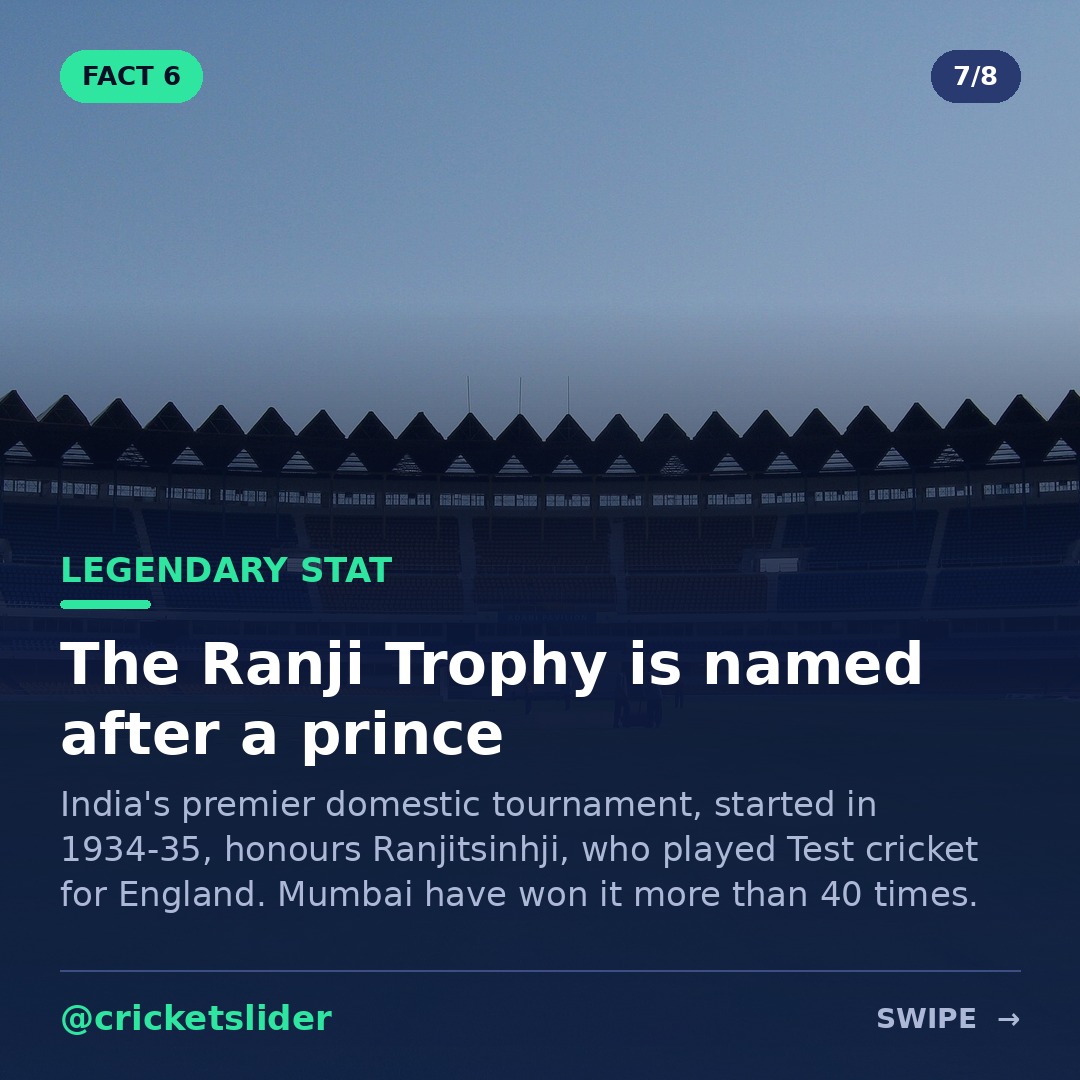 FACT 6
7/8
LEGENDARY STAT
The Ranji Trophy is named
after a prince
India's premier domestic tournament, started in
1934-35, honours Ranjitsinhji, who played Test cricket
for England. Mumbai have won it more than 40 times.
@cricketslider
SWIPE →